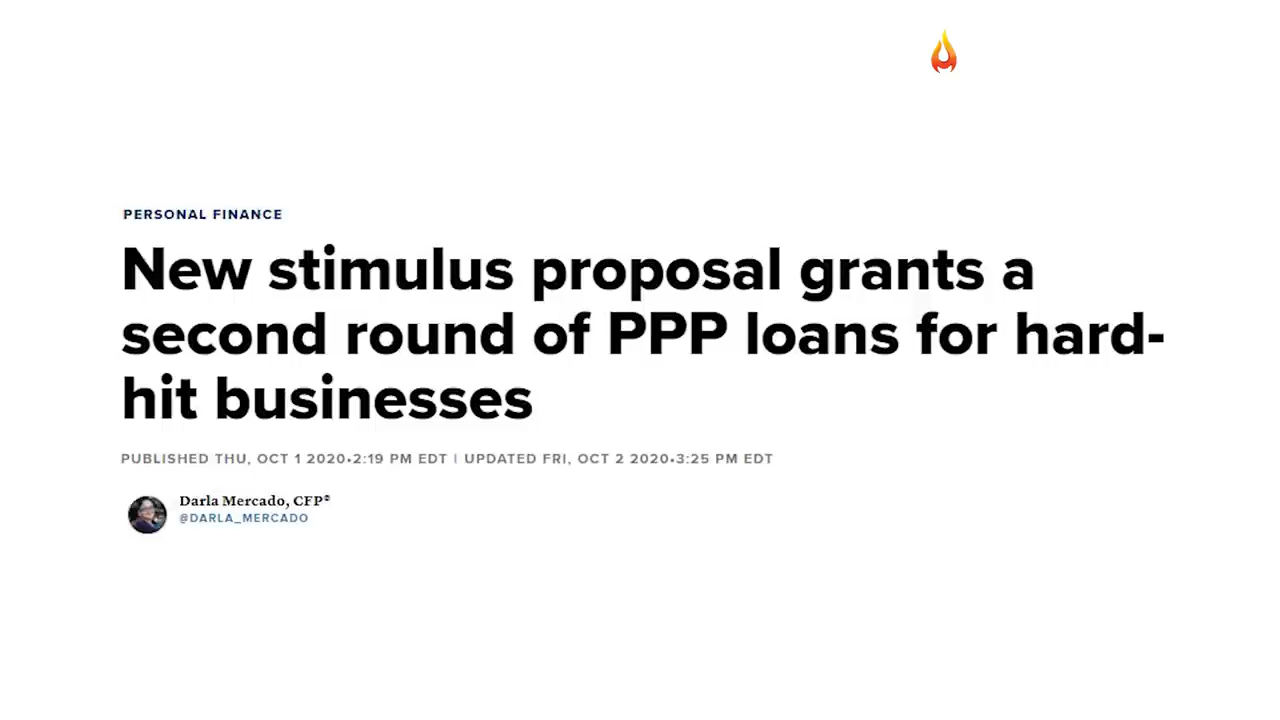 PERSONAL FINANCE
New stimulus proposal grants a
second round of PPP loans for hard-
hit businesses
PUBLISHED THU, OCT 1 2020•2:19 PM EDT | UPDATED FRI, OCT 2 2020•3:25 PM EDT
Darla Mercado, CFP®
@DARLA_MERCADO